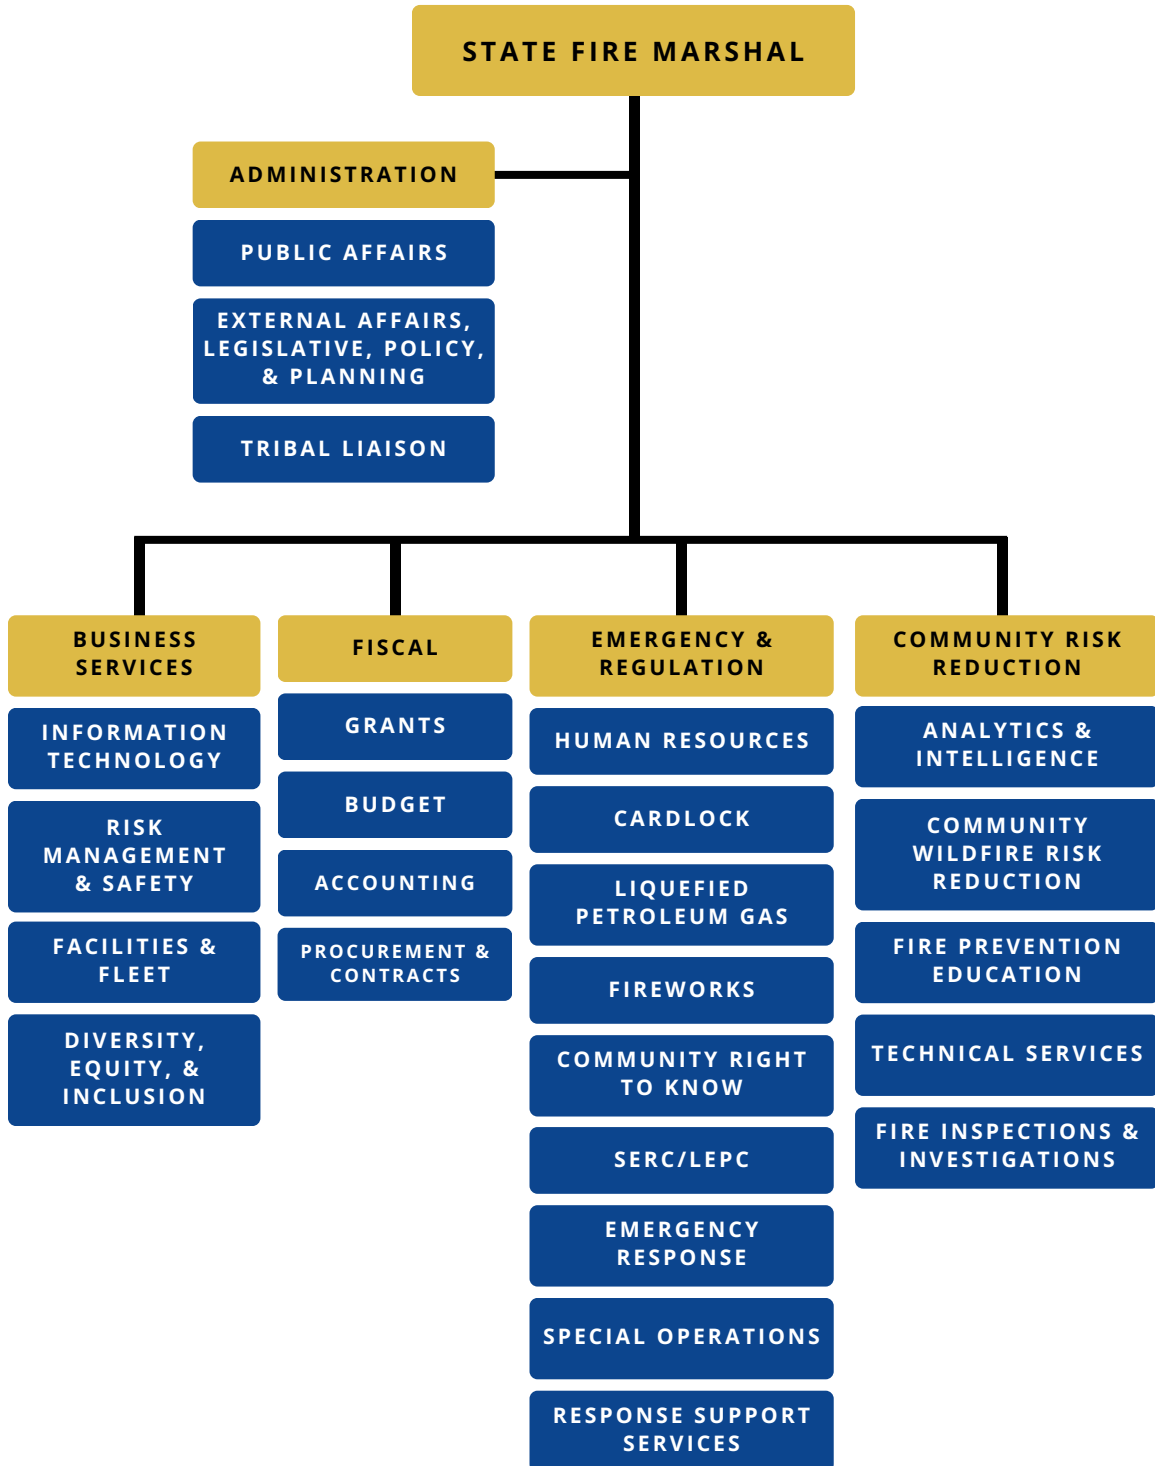 STATE FIRE MARSHAL
ADMINISTRATION
PUBLIC AFFAIRS
EXTERNAL AFFAIRS,
LEGISLATIVE, POLICY,
& PLANNING
TRIBAL LIAISON
BUSINESS
SERVICES
INFORMATION
TECHNOLOGY
RISK
MANAGEMENT
& SAFETY
FACILITIES &
FLEET
DIVERSITY,
EQUITY, &
INCLUSION
FISCAL
GRANTS
BUDGET
ACCOUNTING
PROCUREMENT &
CONTRACTS
EMERGENCY &
REGULATION
HUMAN RESOURCES
CARDLOCK
LIQUEFIED
PETROLEUM GAS
FIREWORKS
COMMUNITY RIGHT
TO KNOW
SERC/LEPC
EMERGENCY
RESPONSE
SPECIAL OPERATIONS
RESPONSE SUPPORT
SERVICES
COMMUNITY RISK
REDUCTION
ANALYTICS &
INTELLIGENCE
COMMUNITY
WILDFIRE RISK
REDUCTION
FIRE PREVENTION
EDUCATION
TECHNICAL SERVICES
FIRE INSPECTIONS &
INVESTIGATIONS